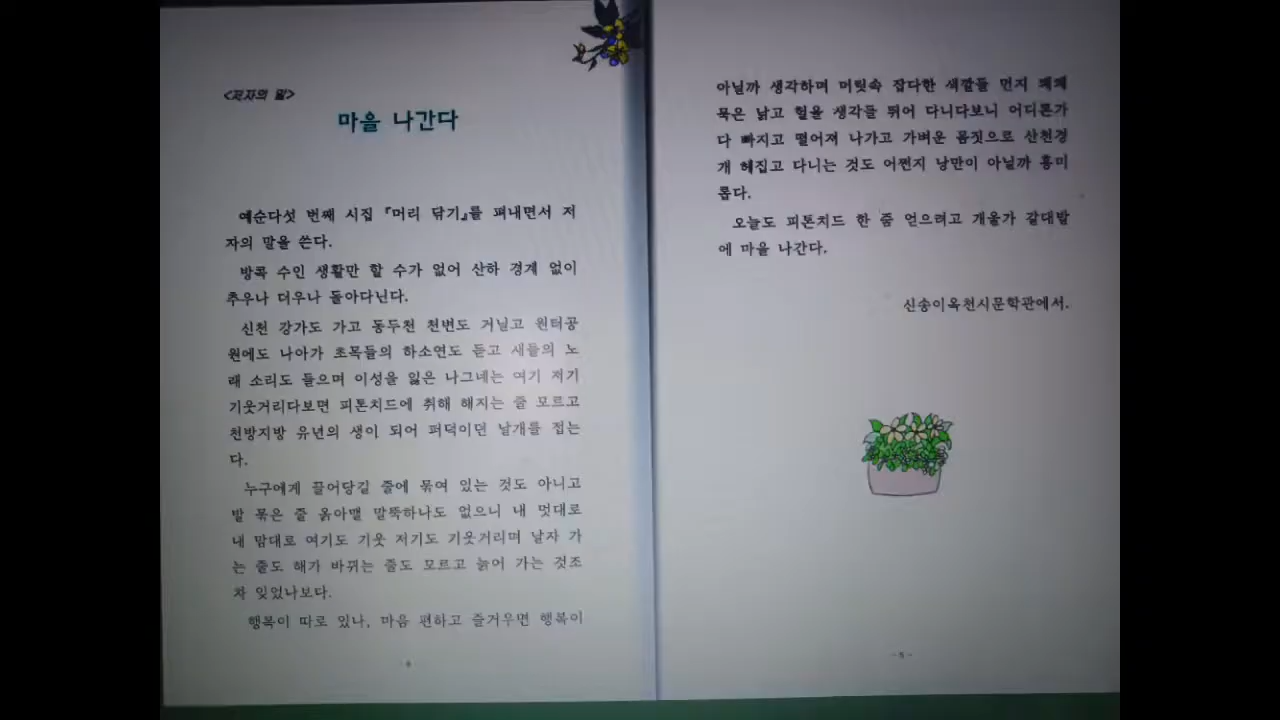 <저자의 말>
마을 나간다
예순다섯 번째 시집 『머리 닦기』를 펴내면서 저
자의 말을 쓴다.
방콕 수인 생활만 할 수가 없어 산하 경계 없이
추우나 더우나 돌아다닌다.
신천 강가도 가고 동두천 천변도 거닐고 원터공
원에도 나아가 초목들의 하소연도 듣고 새들의 노
래 소리도 들으며 이성을 잃은 나그네는 여기 저기
기웃거리다보면 피톤치드에 취해 해지는 줄 모르고
천방지방 유년의 생이 되어 퍼덕이던 날개를 접는
다.
누구에게 끌어당길 줄에 묶여 있는 것도 아니고
발 묶은 줄 옭아맬 말뚝하나도 없으니 내 멋대로
내 맘대로 여기도 기웃 저기도 기웃거리며 날자 가
는 줄도 해가 바뀌는 줄도 모르고 늙어 가는 것조
차 잊었나보다.
행복이 따로 있나, 마음 편하고 즐거우면 행복이
아닐까 생각하며 머릿속 잡다한 색깔들 먼지 꽤꽤
묵은 낡고 헐을 생각들 뛰어 다니다보니 어디론가
다 빠지고 떨어져 나가고 가벼운 몸짓으로 산천경
개 헤집고 다니는 것도 어쩐지 낭만이 아닐까 흥미
롭다.
오늘도 피톤치드 한 줌 얻으려고 개울가 갈대밭
에 마을 나간다.
신송이옥천시문학관에서.
- 5 -